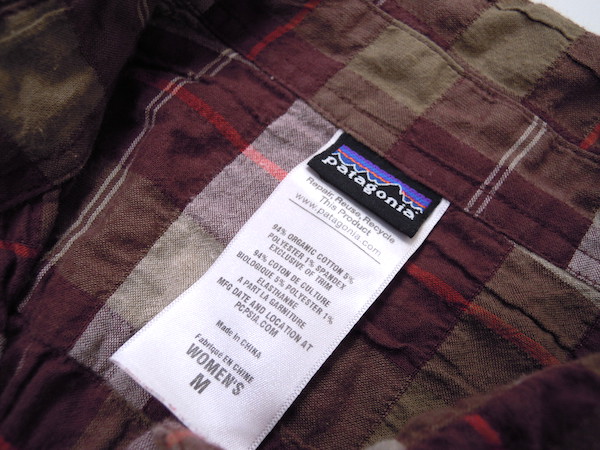 patagonia
Repair, Reuse, Recycle
This Product
www.patagonia.com
94% ORGANIC COTTON 5%
POLYESTER 1% SPANDEX
EXCLUSIVE OF TRIM
94% COTON DE CULTURE
BIOLOGIQUE 5% POLYESTER 1%
ELASTHANNE
A PART LA GARNITURE
MFG DATE AND LOCATION AT
PCPSIA.COM
Made in CHINA
Fabriqué EN CHINE
WOMEN'S
M